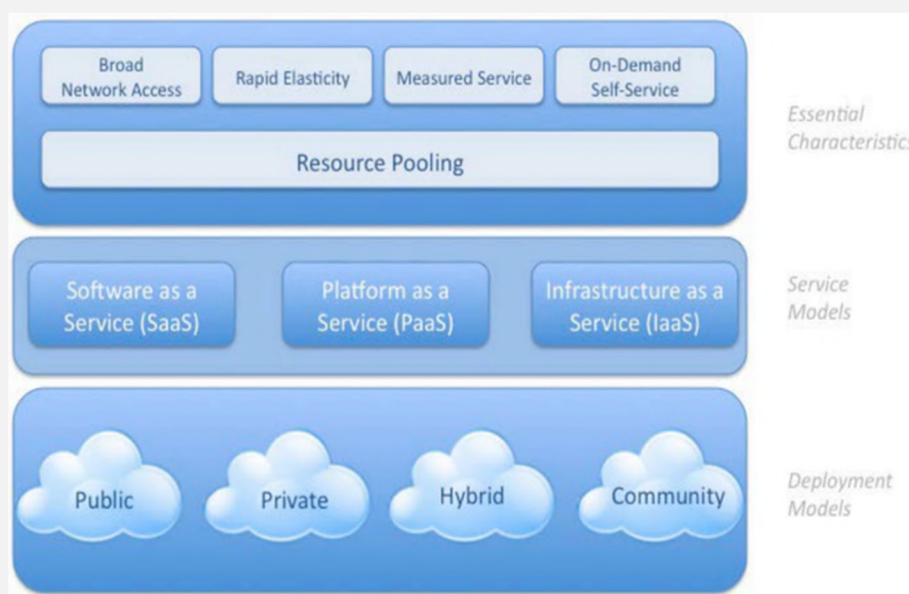 Broad
Network Access
Rapid Elasticity
Measured Service
On-Demand
Self-Service
Resource Pooling
Essential
Characteristics
Software as a
Service (SaaS)
Platform as a
Service (PaaS)
Infrastructure as a
Service (IaaS)
Service
Models
Public
Private
Hybrid
Community
Deployment
Models